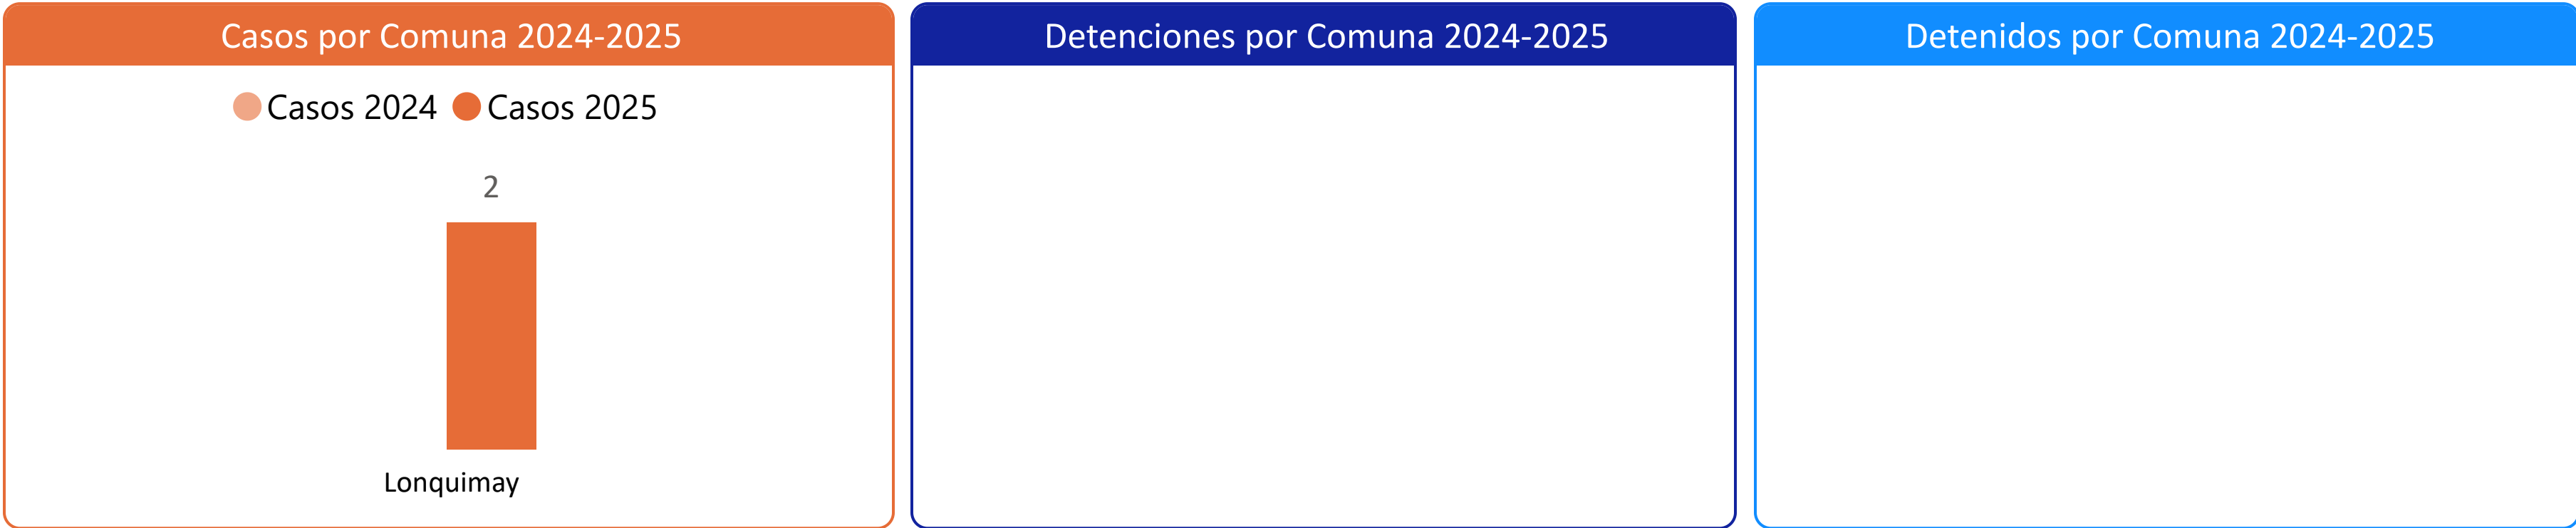 Casos por Comuna 2024-2025
Casos 2024 Casos 2025
2
Lonquimay
Detenciones por Comuna 2024-2025
Detenidos por Comuna 2024-2025